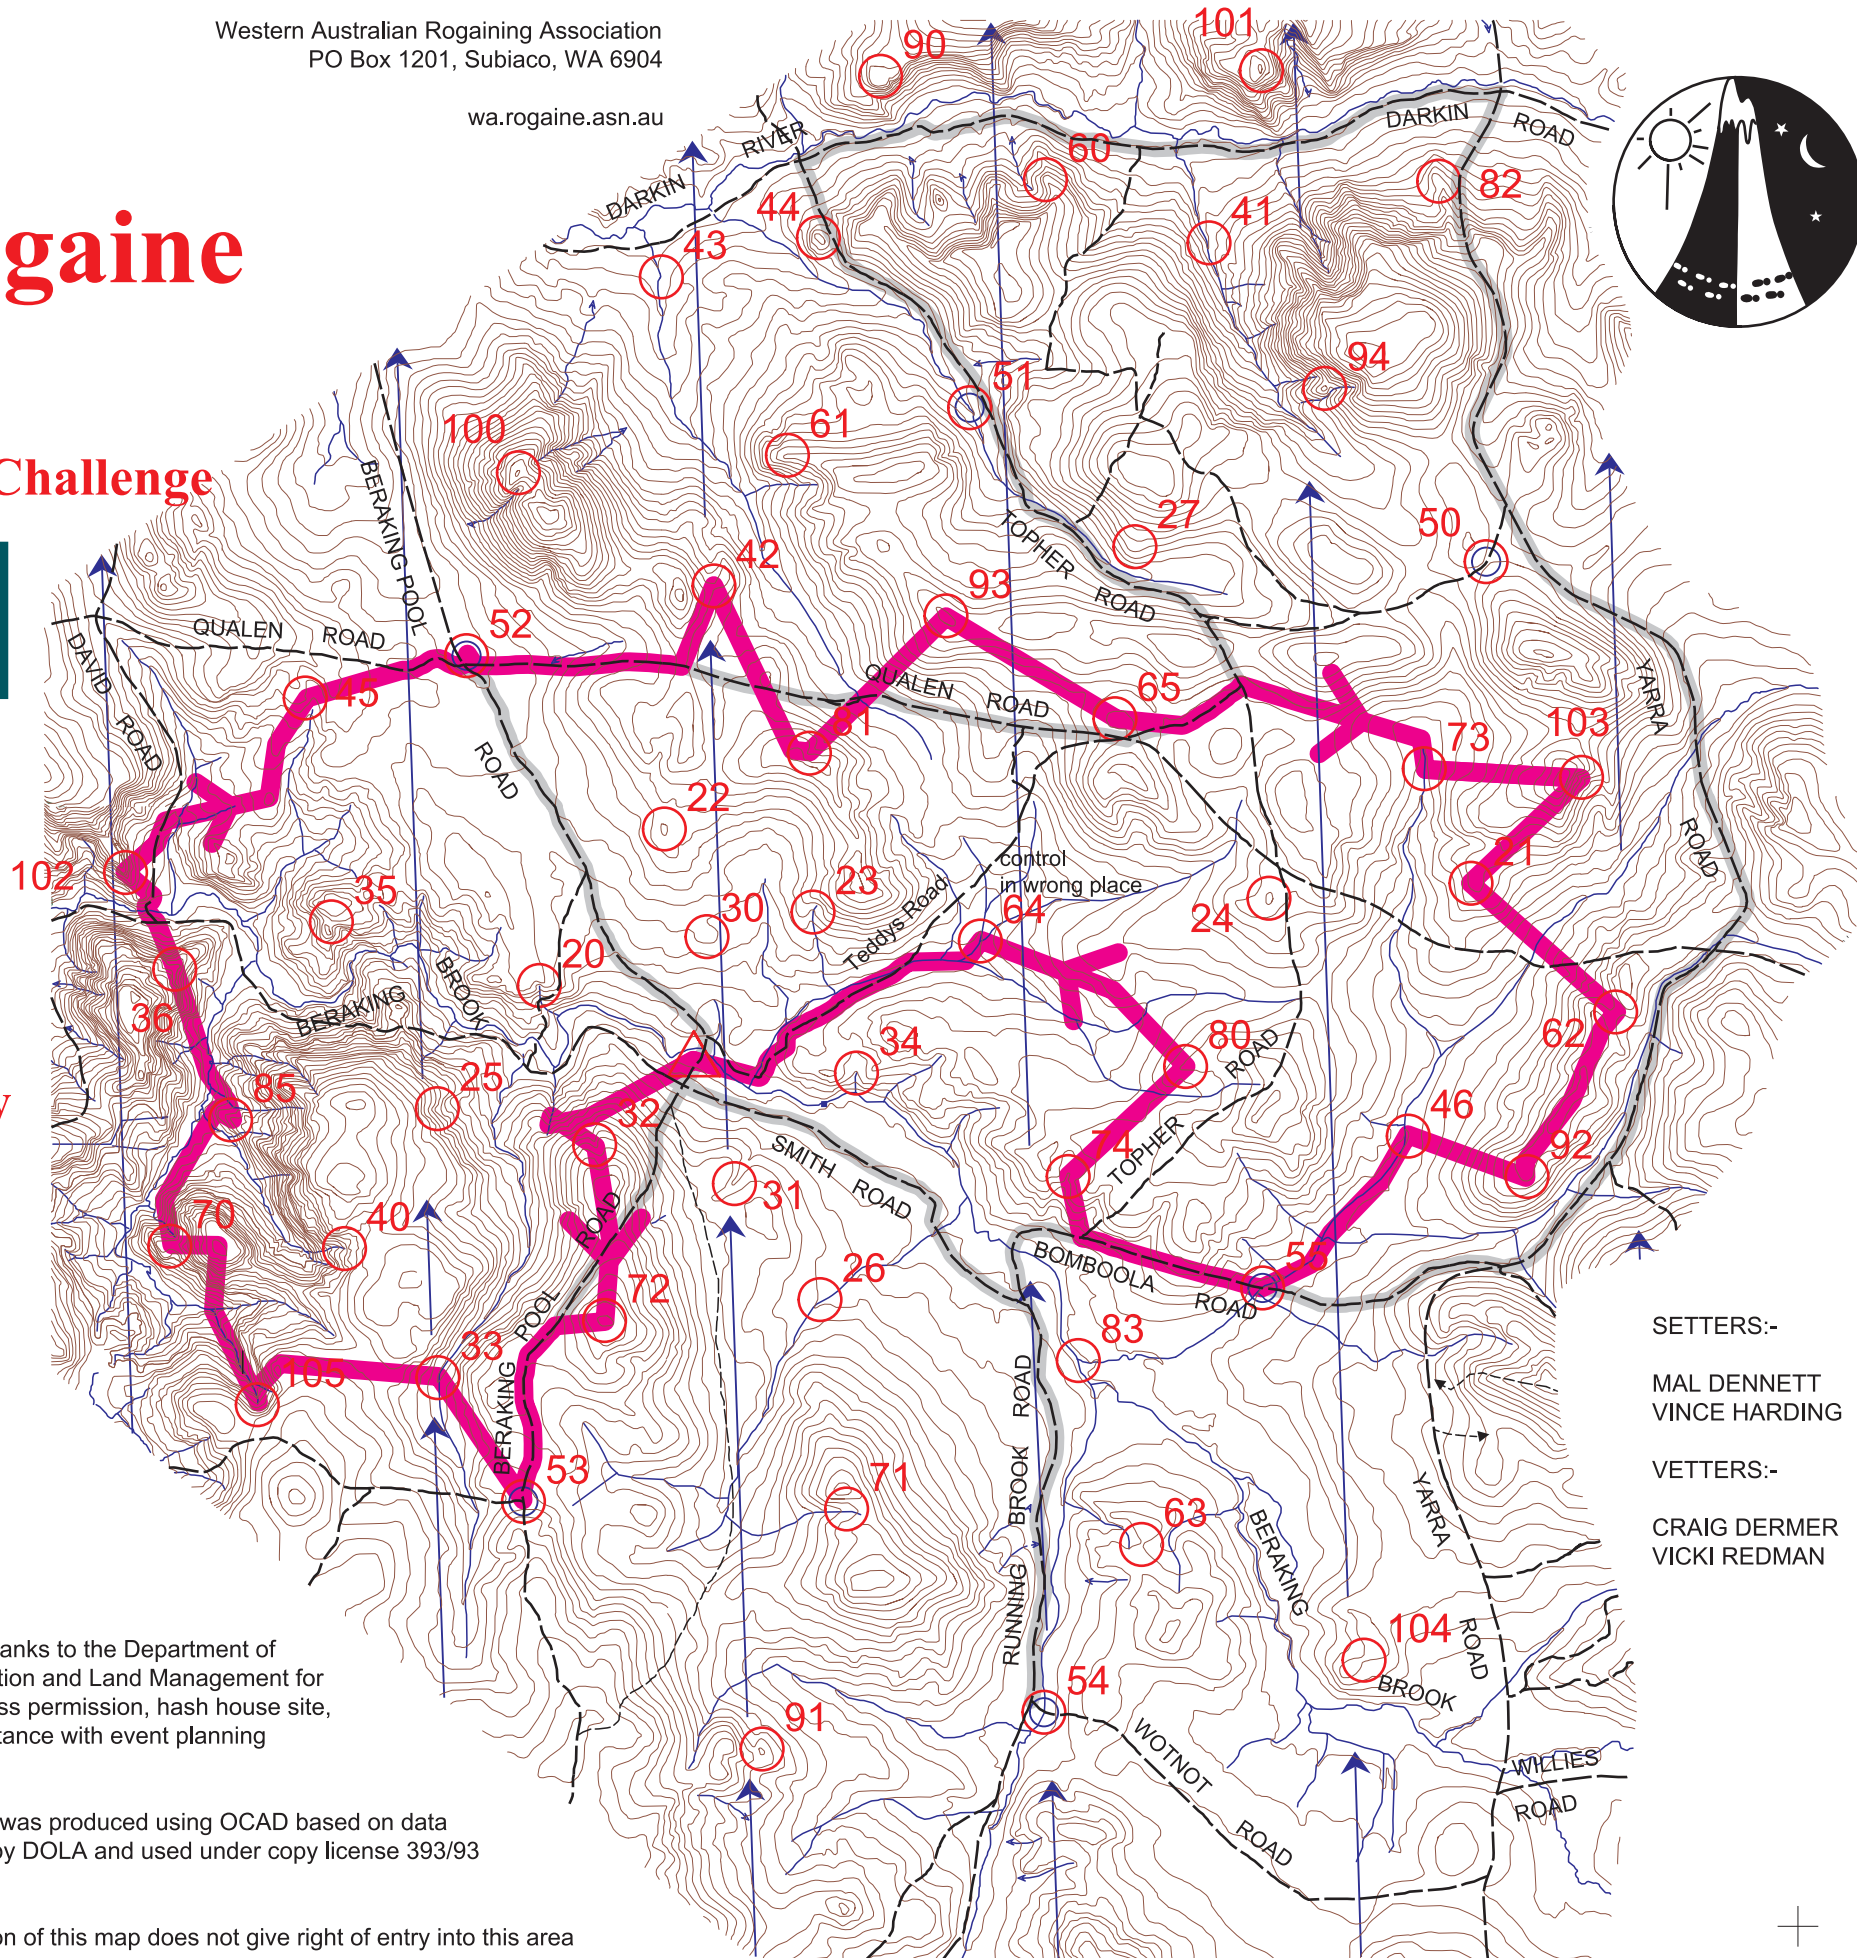 Western Australian Rogaining Association
PO Box 1201, Subiaco, WA 6904
wa.rogaine.asn.au
gaine
Challenge
y
90
101
RIVER
DARKIN
ROAD
DARKIN
60
82
44
41
43
51
94
61
100
BERAKING POOL
27
50
TOPHER
ROAD
42
93
52
QUALEN ROAD
DAVID
ROAD
45
QUALEN ROAD
65
YARRA
ROAD
81
73
103
ROAD
22
21
control
in wrong place
102
35
23
30
64
24
Teddys Road
20
BROOK
BERAKING
36
62
34
80
ROAD
TOPHER
25
85
32
46
74
92
SMITH ROAD
31
70
40
ROAD
POOL
BERAKING
26
BOMBOOLA
ROAD
55
72
83
33
105
53
71
RUNNING BROOK ROAD
63
BERAKING
BROOK
YARRA
ROAD
104
54
91
WOTNOT
ROAD
WILLIES
ROAD
SETTERS:-
MAL DENNETT
VINCE HARDING
VETTERS:-
CRAIG DERMER
VICKI REDMAN
anks to the Department of
tion and Land Management for
ss permission, hash house site,
tance with event planning
was produced using OCAD based on data
by DOLA and used under copy license 393/93
on of this map does not give right of entry into this area